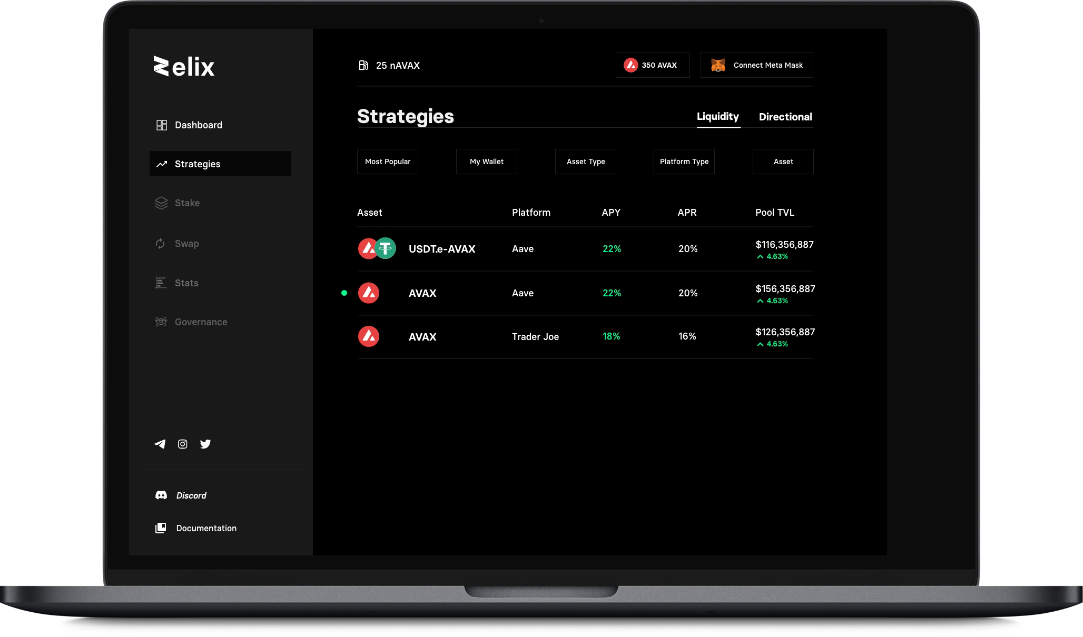 Zelix
Dashboard
Strategies
Stake
Swap
Stats
Governance
Discord
Documentation
25 nAVAX
350 AVAX
Connect Meta Mask
Strategies
Liquidity Directional
Most Popular My Wallet Asset Type Platform Type Asset
Asset Platform APY APR Pool TVL
USDT.e-AVAX Aave 22% 20% $116,356,887
4.63%
AVAX Aave 22% 20% $156,356,887
4.63%
AVAX Trader Joe 18% 16% $126,356,887
4.63%